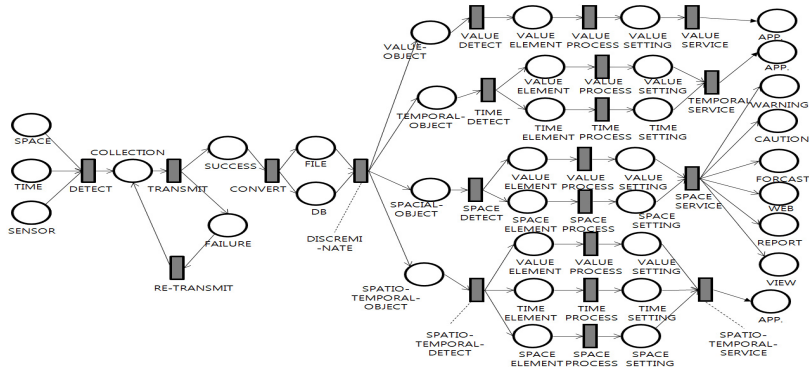 SPACE
TIME
SENSOR
DETECT
COLLECTION
TRANSMIT
RE-TRANSMIT
SUCCESS
FAILURE
CONVERT
FILE
DB
DISCREMI
-NATE
VALUE-
OBJECT
TEMPORAL-
OBJECT
SPACIAL-
OBJECT
SPATIO-
TEMPORAL-
OBJECT
VALUE
DETECT
VALUE
ELEMENT
VALUE
PROCESS
VALUE
SETTING
VALUE
SERVICE
APP.
TIME
DETECT
VALUE
ELEMENT
VALUE
PROCESS
VALUE
SETTING
TIME
ELEMENT
TIME
PROCESS
TIME
SETTING
TEMPORAL-
SERVICE
APP.
SPACE
DETECT
VALUE
ELEMENT
VALUE
PROCESS
VALUE
SETTING
SPACE
ELEMENT
SPACE
PROCESS
SPACE
SETTING
SPACE
SERVICE
WARNING
CAUTION
FORCAST
WEB
REPORT
VIEW
SPATIO-
TEMPORAL-
DETECT
VALUE
ELEMENT
VALUE
PROCESS
VALUE
SETTING
TIME
ELEMENT
TIME
PROCESS
TIME
SETTING
SPACE
ELEMENT
SPACE
PROCESS
SPACE
SETTING
SPATIO-
TEMPORAL-
SERVICE
APP.